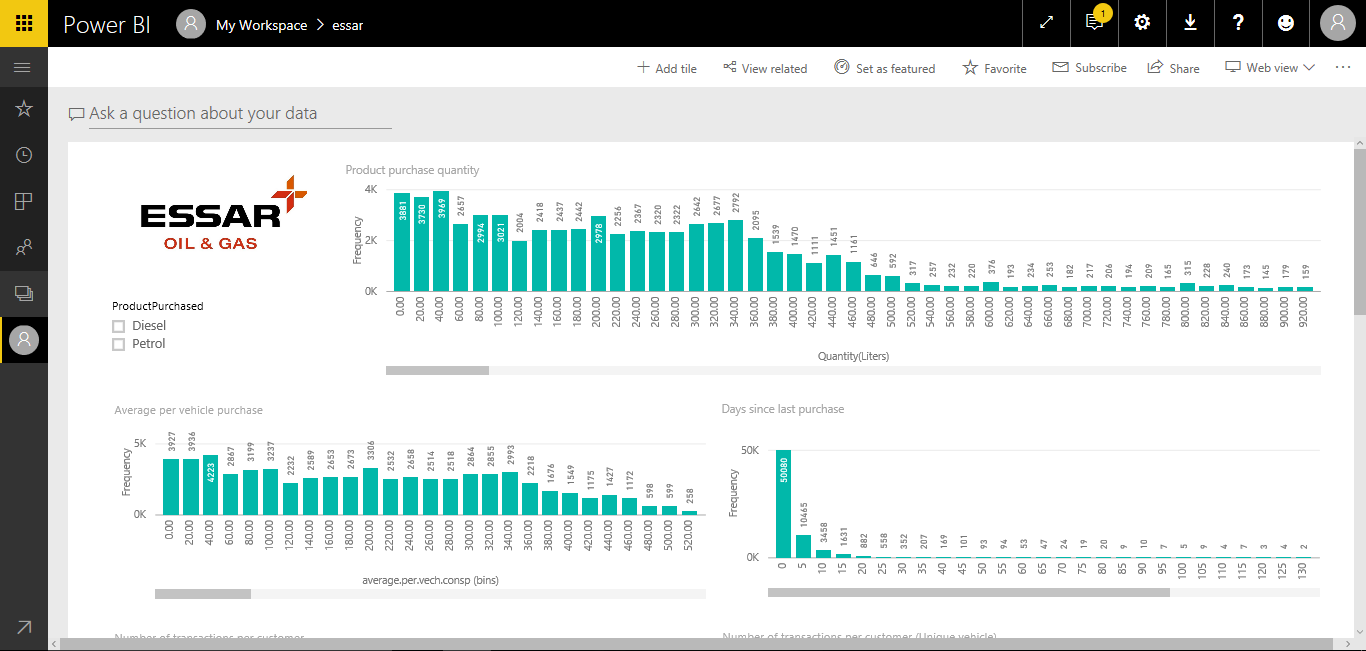 Power BI My Workspace > essar 1 ?
+ Add tile View related Set as featured Favorite Subscribe Share Web view ...
Ask a question about your data
ESSAR
OIL & GAS
ProductPurchased
Diesel
Petrol
Product purchase quantity
Frequency
4K
2K
0K
3881 3730 3969 2657 2994 3021 2004 2418 2437 2442 2978 2256 2367 2320 2322 2642 2677 2792 2095 1539 1470 1111 1451 1161 646 592 317 257 232 220 376 193 234 253 182 217 206 194 209 165 315 228 240 173 145 179 159
0.00 20.00 40.00 60.00 80.00 100.00 120.00 140.00 160.00 180.00 200.00 220.00 240.00 260.00 280.00 300.00 320.00 340.00 360.00 380.00 400.00 420.00 440.00 460.00 480.00 500.00 520.00 540.00 560.00 580.00 600.00 620.00 640.00 660.00 680.00 700.00 720.00 740.00 760.00 780.00 800.00 820.00 840.00 860.00 880.00 900.00 920.00
Quantity(Liters)
Average per vehicle purchase
Frequency
5K
0K
3927 3936 4223 2867 3199 3237 2232 2589 2653 2673 3306 2532 2658 2514 2518 2864 2855 2993 2218 1676 1549 1175 1427 1172 598 599 258
0.00 20.00 40.00 60.00 80.00 100.00 120.00 140.00 160.00 180.00 200.00 220.00 240.00 260.00 280.00 300.00 320.00 340.00 360.00 380.00 400.00 420.00 440.00 460.00 480.00 500.00 520.00
average.per.vech.consp (bins)
Days since last purchase
Frequency
50K
0K
50080 10465 3458 1631 882 558 352 207 169 101 93 94 53 47 24 19 20 9 10 7 5 9 4 7 3 4 2
0 5 10 15 20 25 30 35 40 45 50 55 60 65 70 75 80 85 90 95 100 105 110 115 120 125 130
Number of transactions per customer
Number of transactions per customer (Unique vehicle)